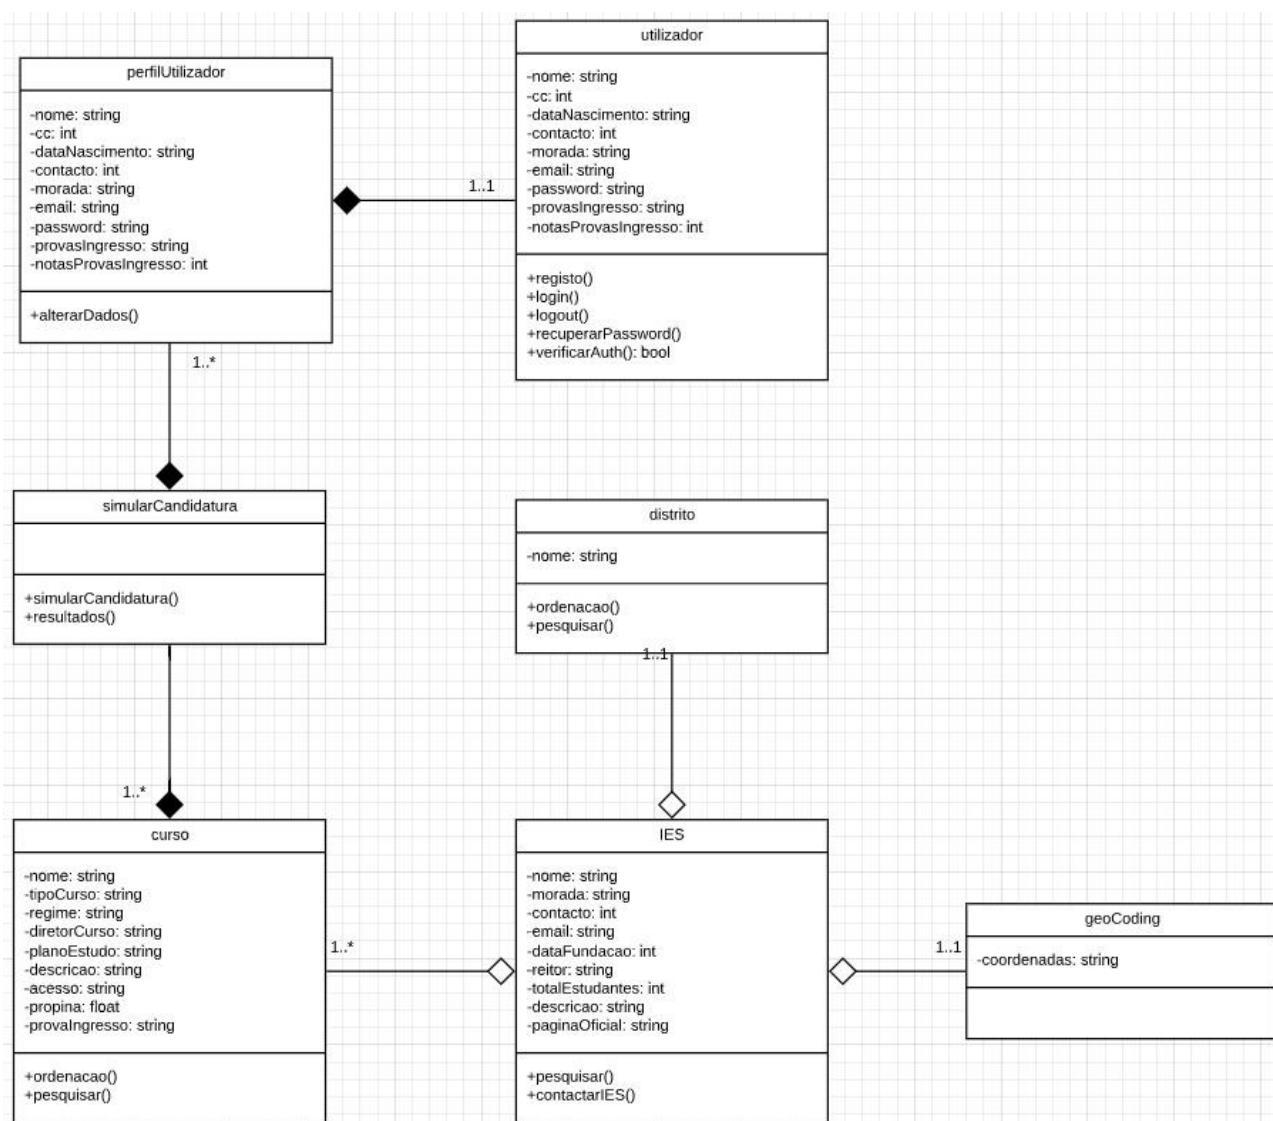 utilizador
-nome: string
-cc: int
-dataNascimento: string
-contacto: int
-morada: string
-email: string
-password: string
-provasIngresso: string
-notasProvasIngresso: int
+registo()
+login()
+logout()
+recuperarPassword()
+verificarAuth(): bool
perfilUtilizador
-nome: string
-cc: int
-dataNascimento: string
-contacto: int
-morada: string
-email: string
-password: string
-provasIngresso: string
-notasProvasIngresso: int
+alterarDados()
1..1
1..*
simularCandidatura
+simularCandidatura()
+resultados()
distrito
-nome: string
+ordenacao()
+pesquisar()
1..1
1..*
curso
-nome: string
-tipoCurso: string
-regime: string
-diretorCurso: string
-planoEstudo: string
-descricao: string
-acesso: string
-propina: float
-provaIngresso: string
+ordenacao()
+pesquisar()
1..*
IES
-nome: string
-morada: string
-contacto: int
-email: string
-dataFundacao: int
-reitor: string
-totalEstudantes: int
-descricao: string
-paginaOficial: string
+pesquisar()
+contactarIES()
1..1
geoCoding
-coordenadas: string